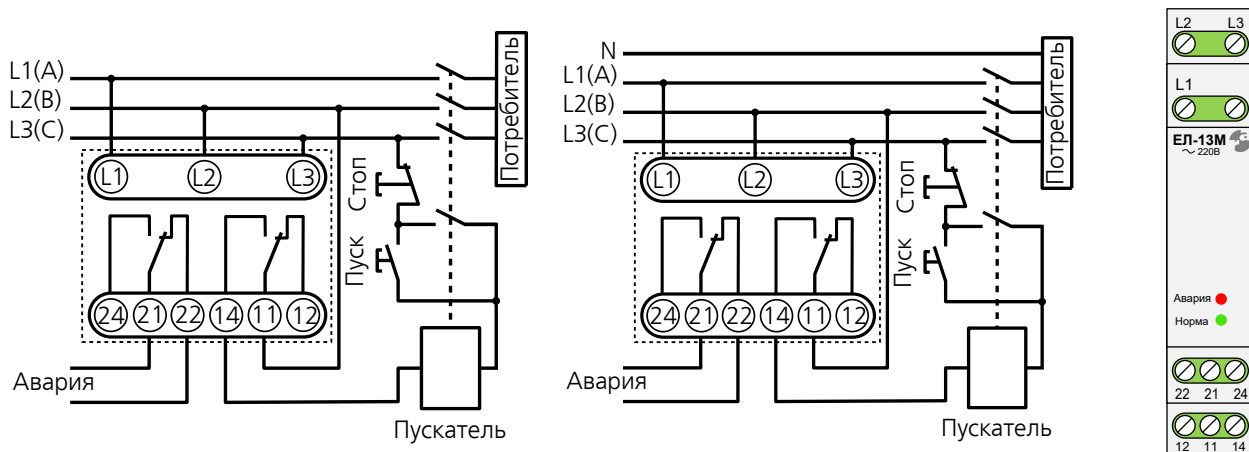 L1(A)
L2(B)
L3(C)
Потребитель
L1 L2 L3
Стоп
Пуск
24 21 22 14 11 12
Авария
Пускатель
N
L1(A)
L2(B)
L3(C)
Потребитель
L1 L2 L3
Стоп
Пуск
24 21 22 14 11 12
Авария
Пускатель
L2 L3
L1
ЕЛ-13М
~ 220В
Авария
Норма
22 21 24
12 11 14